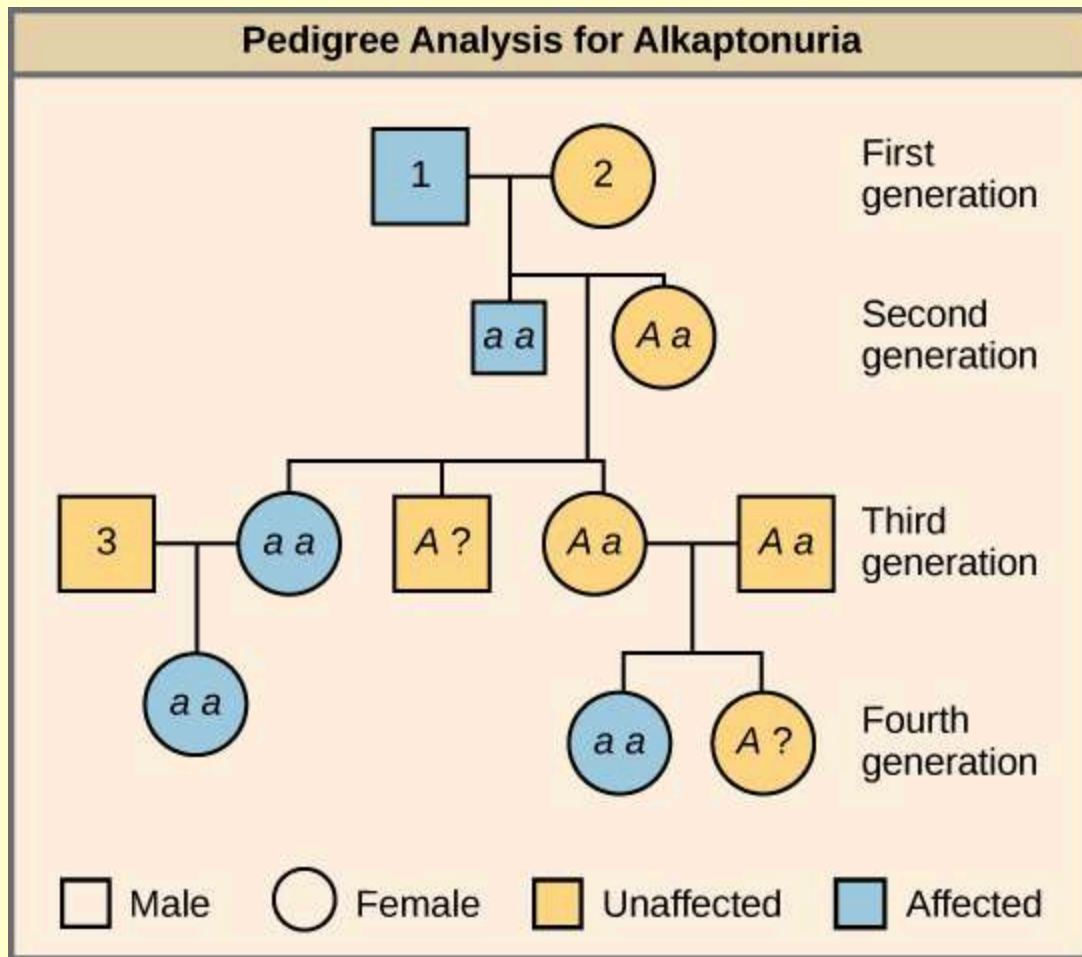 Pedigree Analysis for Alkaptonuria
1
2
First
generation
a a
A a
Second
generation
3
a a
A ?
A a
A a
Third
generation
a a
a a
A ?
Fourth
generation
Male
Female
Unaffected
Affected